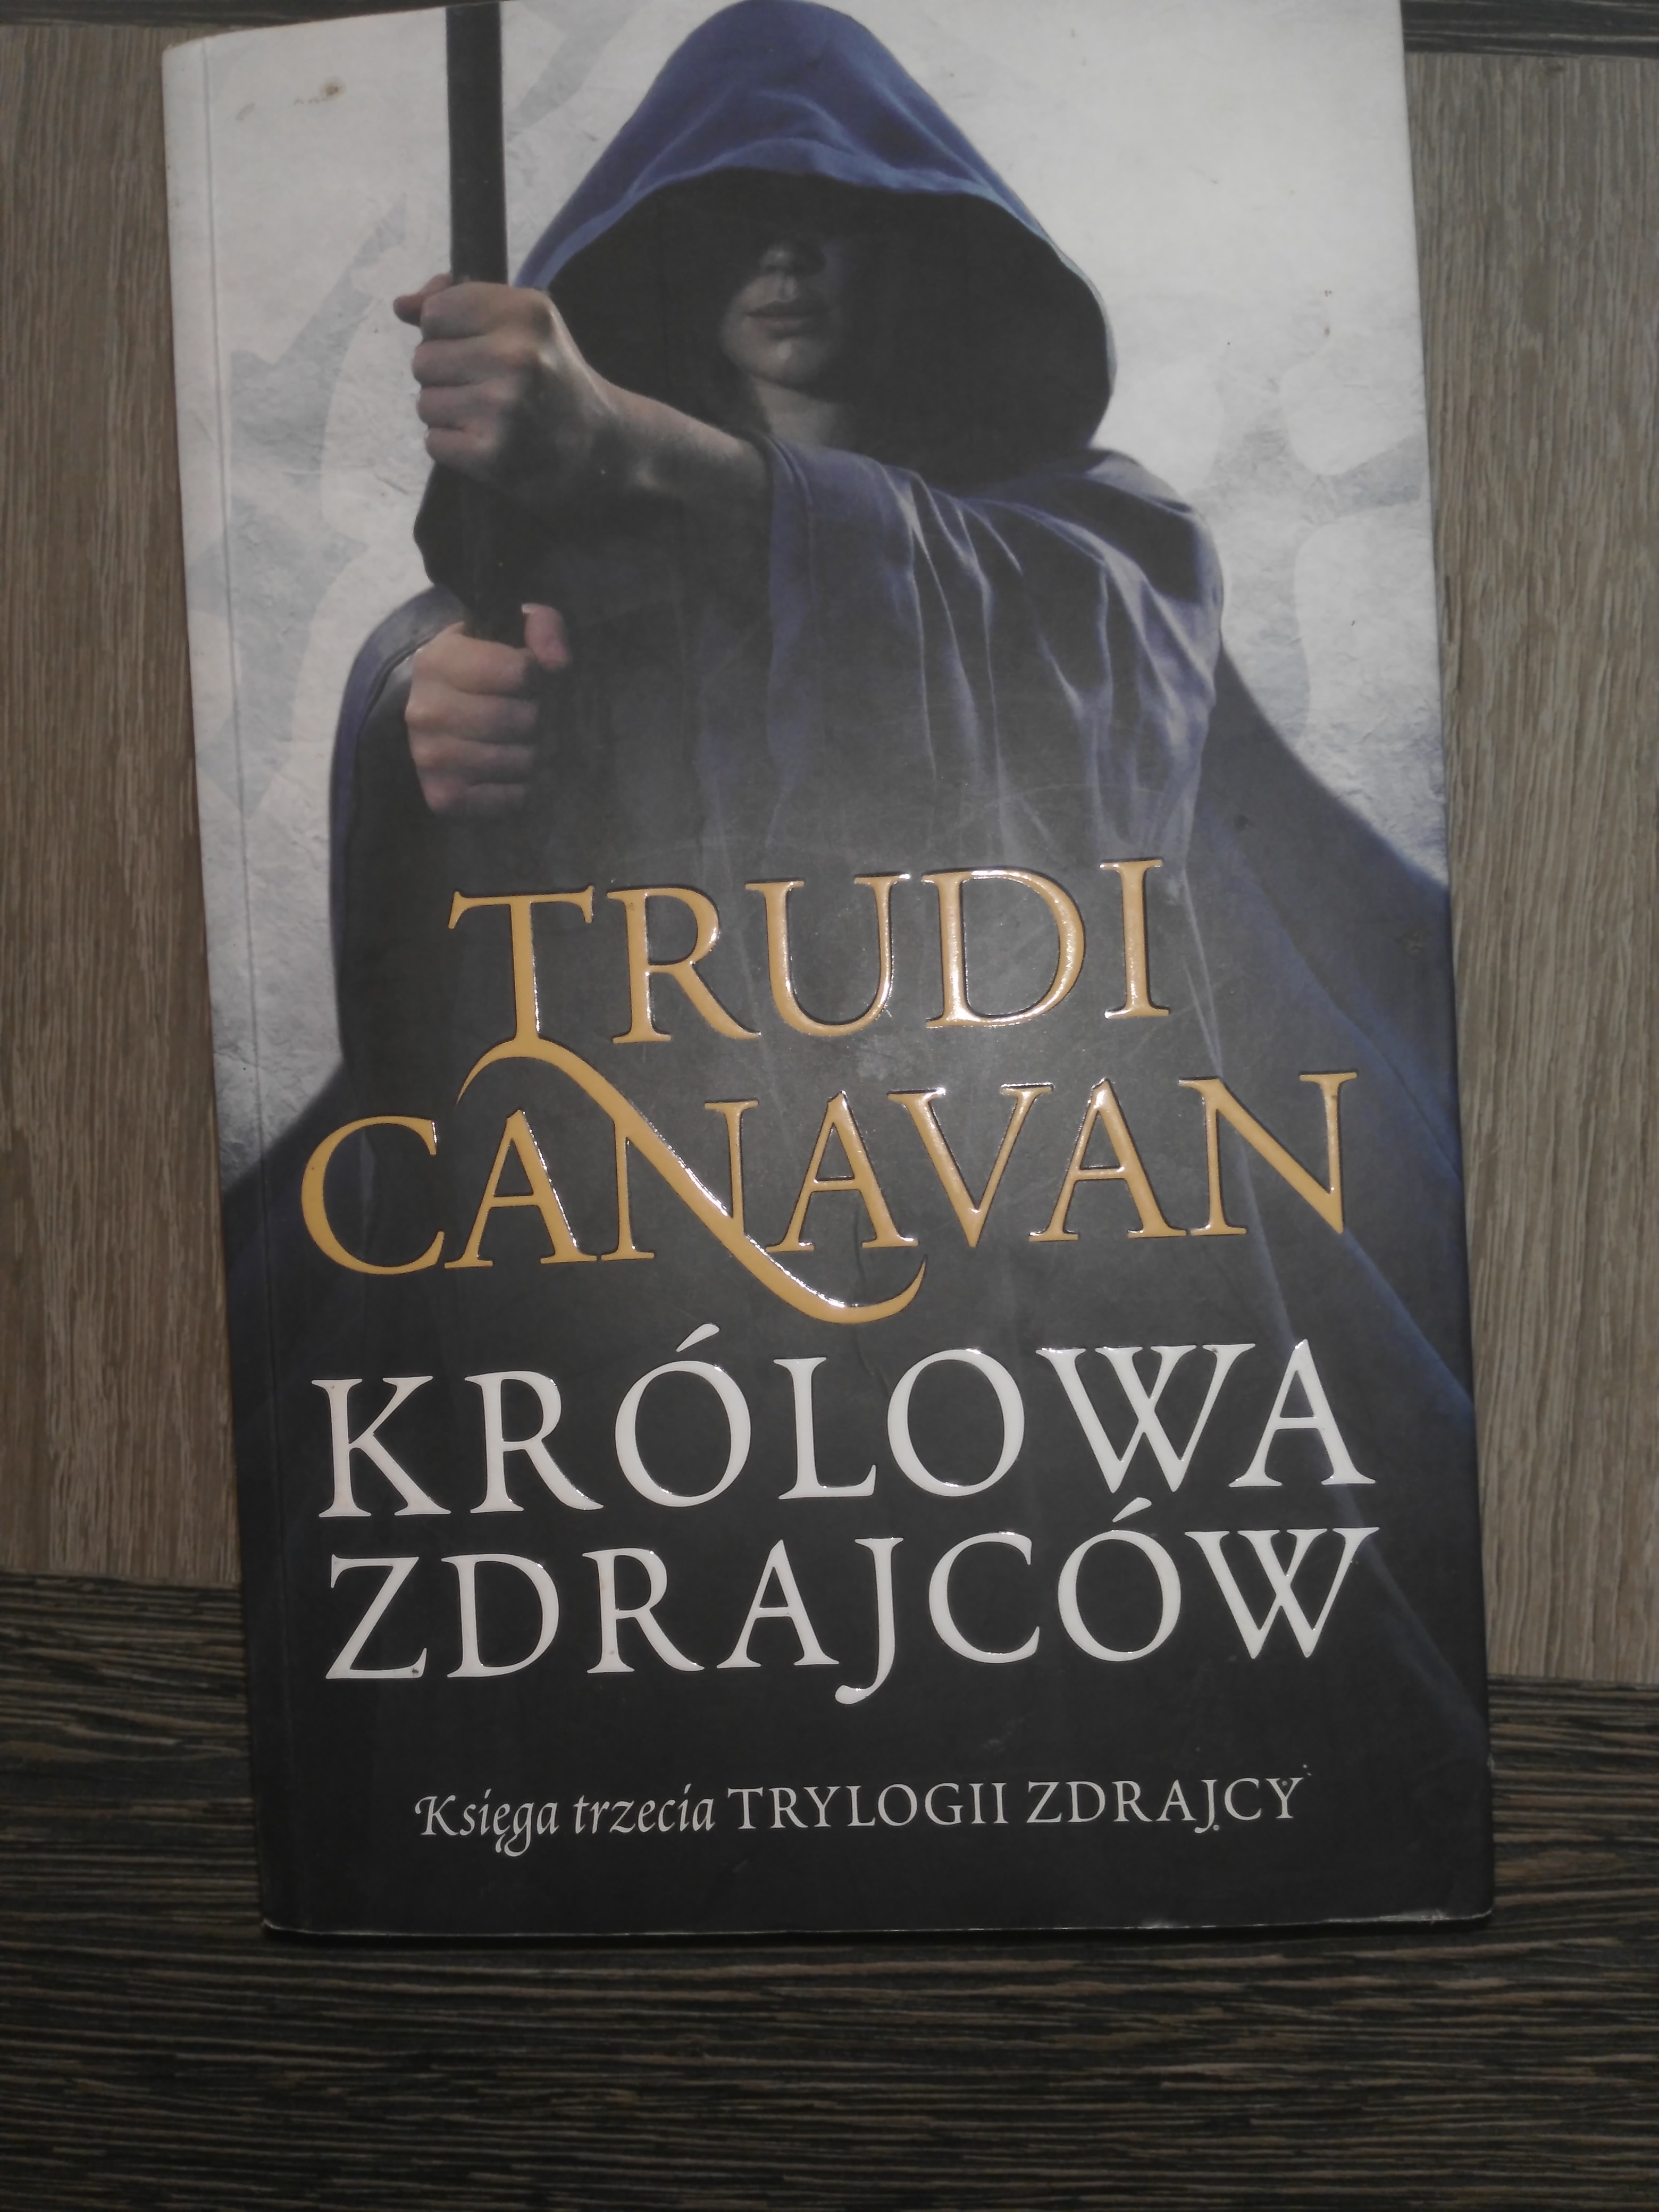 TRUDI
CANAVAN
KRÓLOWA
ZDRAJCÓW
Księga trzecia TRYLOGII ZDRAJCY